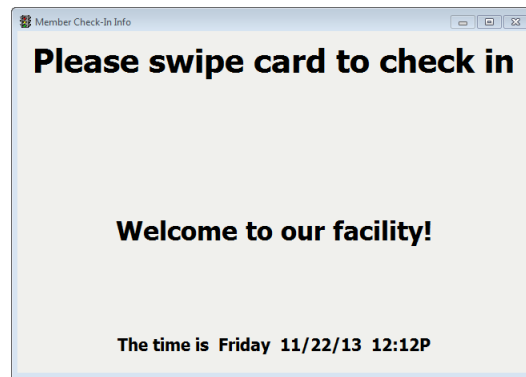 Member Check-In Info
Please swipe card to check in
Welcome to our facility!
The time is Friday 11/22/13 12:12P